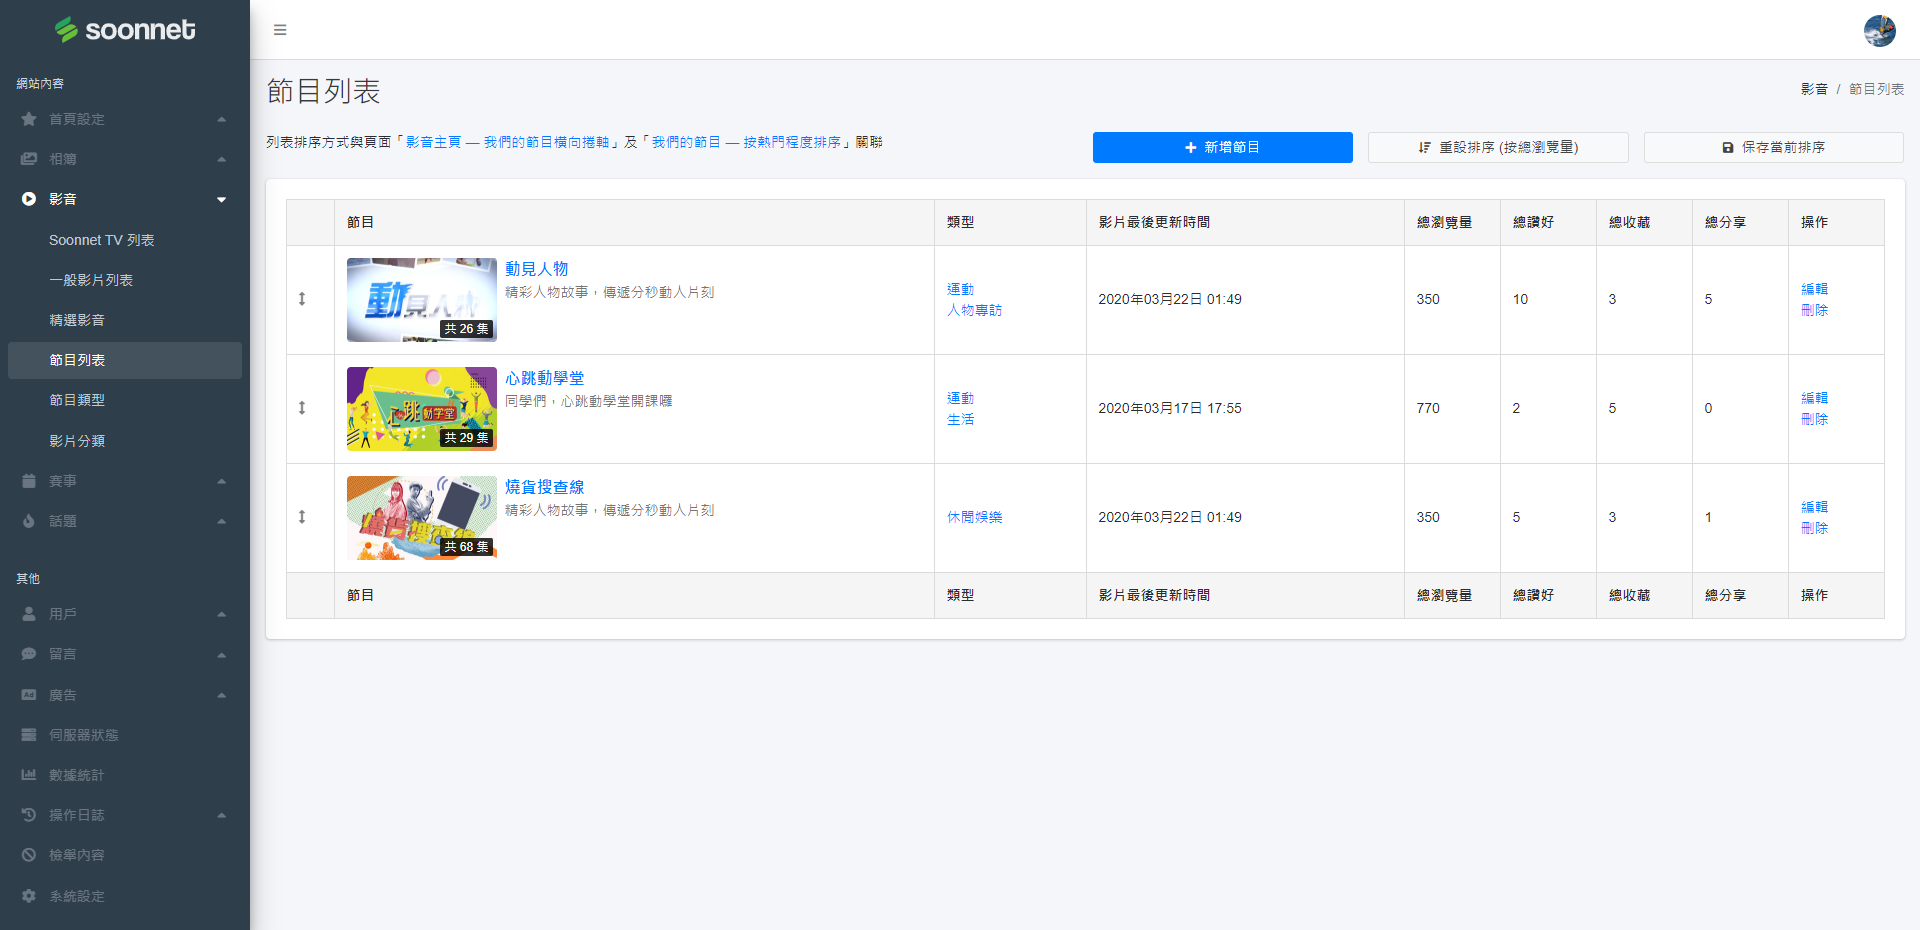 soonnet
網站內容
首頁設定
相簿
影音
Soonnet TV 列表
一般影片列表
精選影音
節目列表
節目類型
影片分類
賽事
話題
其他
用戶
留言
Ad 廣告
伺服器狀態
數據統計
操作日誌
檢舉內容
系統設定
節目列表
影音 / 節目列表
列表排序方式與頁面「影音主頁 — 我們的節目橫向捲軸」及「我們的節目 — 按熱門程度排序」關聯
新增節目
重設排序 (按總瀏覽量)
保存當前排序
節目 類型 影片最後更新時間 總瀏覽量 總讚好 總收藏 總分享 操作
動見人物
共 26 集
動見人物
精彩人物故事，傳遞分秒動人片刻
運動
人物專訪
2020年03月22日 01:49 350 10 3 5
編輯
刪除
心跳動学堂
共 29 集
心跳動學堂
同學們，心跳動學堂開課囉
運動
生活
2020年03月17日 17:55 770 2 5 0
編輯
刪除
燒貨搜查線
共 68 集
燒貨搜查線
精彩人物故事，傳遞分秒動人片刻
休閒娛樂
2020年03月22日 01:49 350 5 3 1
編輯
刪除
節目 類型 影片最後更新時間 總瀏覽量 總讚好 總收藏 總分享 操作